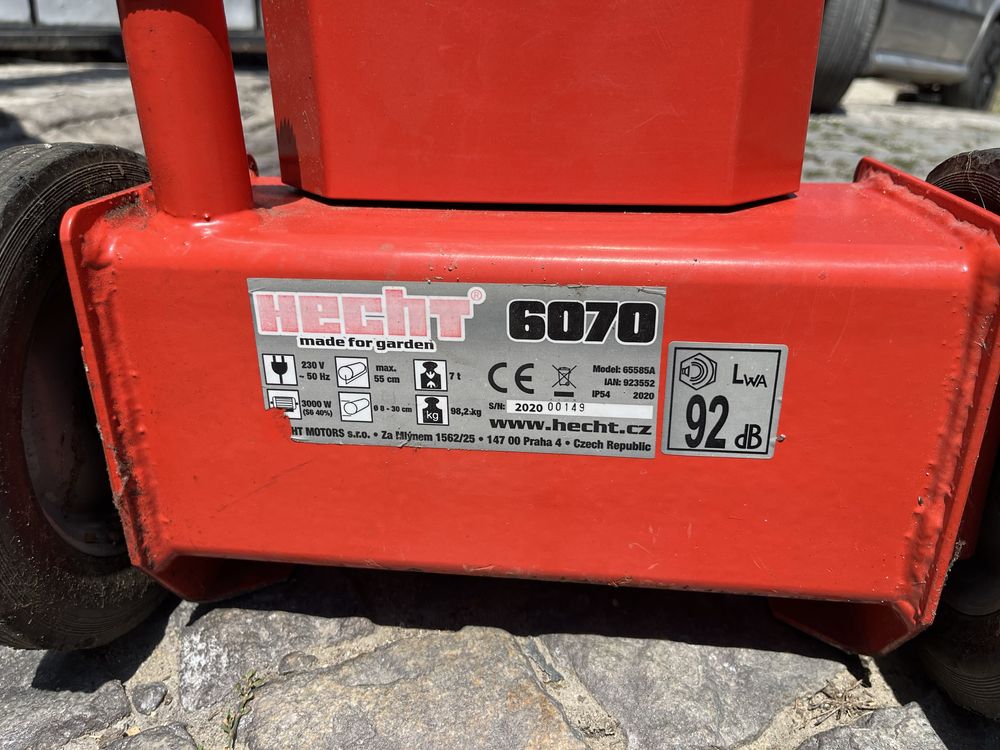 HECHT® 6070
made for garden
230 V
~ 50 Hz
max.
55 cm
7 t
3000 W
(S6 40%)
Ø 8 - 30 cm
kg
98,2 kg
CE
Model: 65585A
IAN: 923552
IP54 2020
S/N: 2020 00149
www.hecht.cz
HT MOTORS s.r.o. • Za Mlýnem 1562/25 • 147 00 Praha 4 • Czech Republic
LWA
92 dB